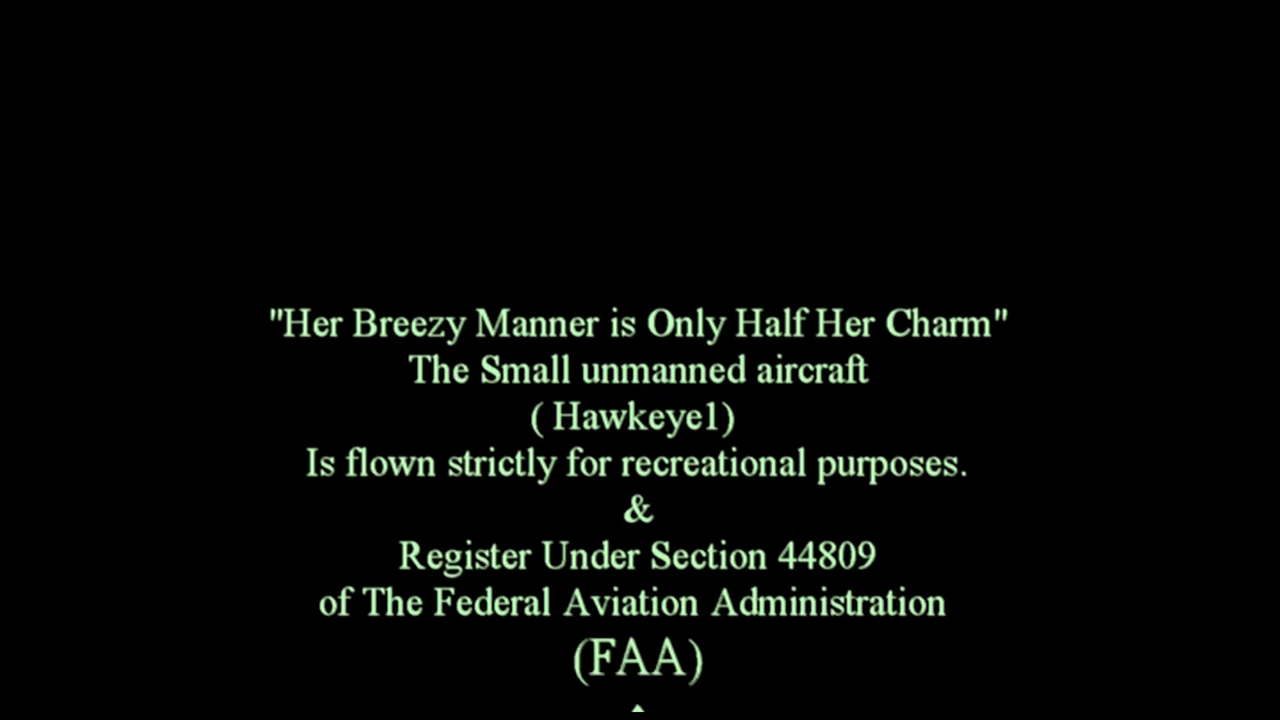 "Her Breezy Manner is Only Half Her Charm"
The Small unmanned aircraft
( Hawkeye1)
Is flown strictly for recreational purposes.
&
Register Under Section 44809
of The Federal Aviation Administration
(FAA)